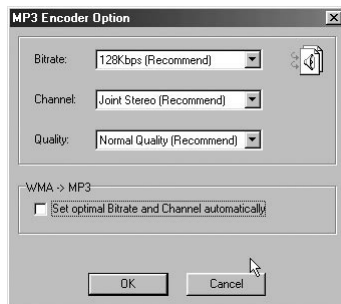 MP3 Encoder Option
Bitrate: 128Kbps (Recommend)
Channel: Joint Stereo (Recommend)
Quality: Normal Quality (Recommend)
WMA -> MP3
Set optimal Bitrate and Channel automatically
OK Cancel